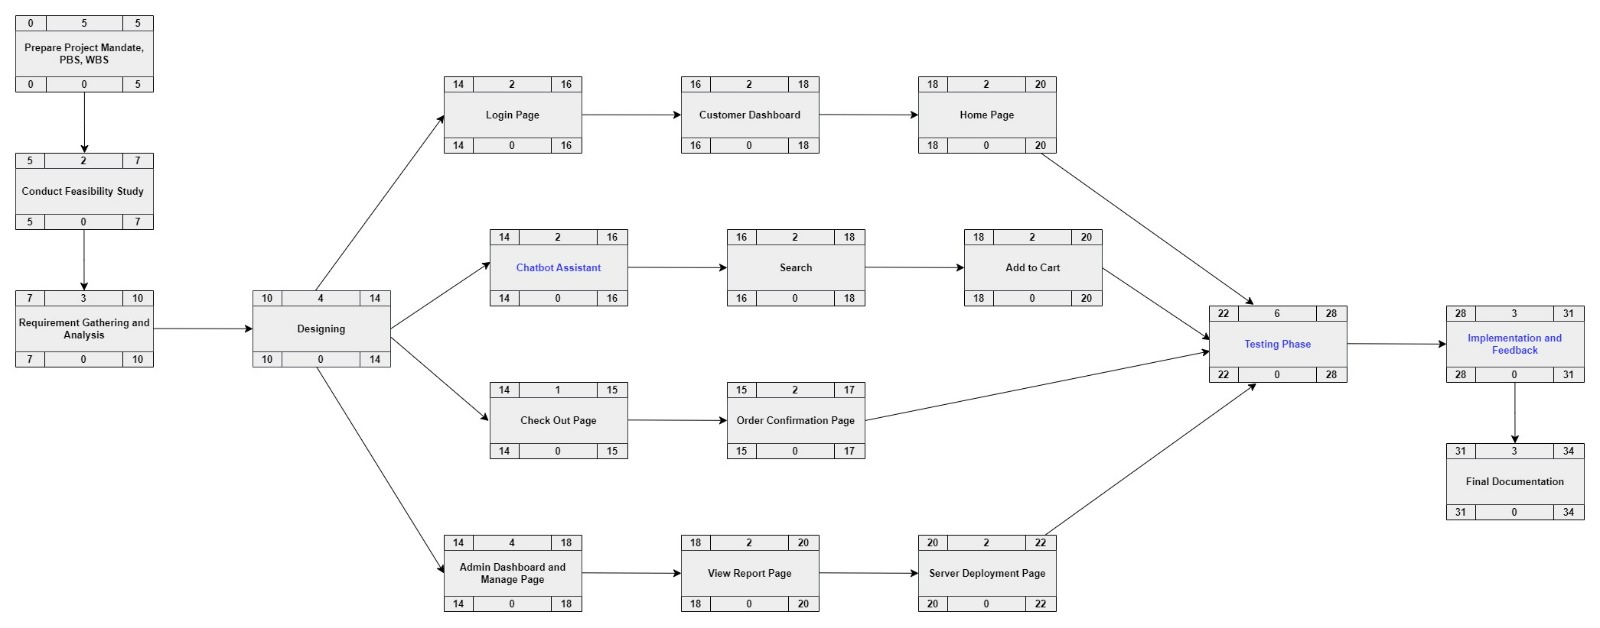 0 5 5
Prepare Project Mandate,
PBS, WBS
0 0 5
5 2 7
Conduct Feasibility Study
5 0 7
7 3 10
Requirement Gathering and
Analysis
7 0 10
10 4 14
Designing
10 0 14
14 2 16
Login Page
14 0 16
16 2 18
Customer Dashboard
16 0 18
18 2 20
Home Page
18 0 20
14 2 16
Chatbot Assistant
14 0 16
16 2 18
Search
16 0 18
18 2 20
Add to Cart
18 0 20
14 1 15
Check Out Page
14 0 15
15 2 17
Order Confirmation Page
15 0 17
14 4 18
Admin Dashboard and
Manage Page
14 0 18
18 2 20
View Report Page
18 0 20
20 2 22
Server Deployment Page
20 0 22
22 6 28
Testing Phase
22 0 28
28 3 31
Implementation and
Feedback
28 0 31
31 3 34
Final Documentation
31 0 34